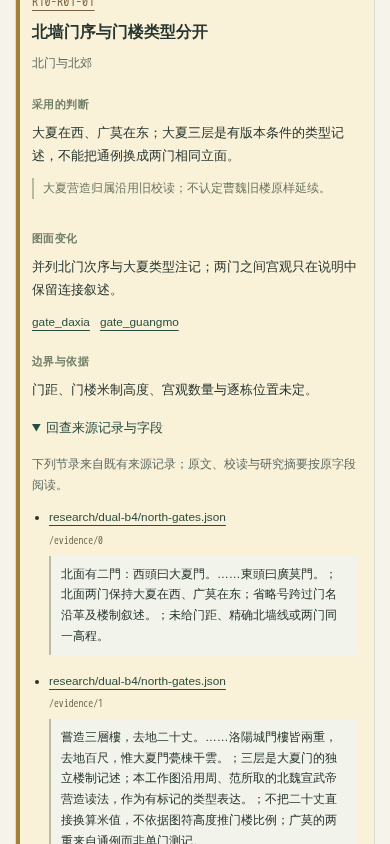 R10-R01-01
北墙门序与门楼类型分开
北门与北郊
采用的判断
大夏在西、广莫在东；大夏三层是有版本条件的类型记
述，不能把通例换成两门相同立面。
大夏营造归属沿用旧校读；不认定曹魏旧楼原样延续。
图面变化
并列北门次序与大夏类型注记；两门之间宫观只在说明中
保留连接叙述。
gate_daxia gate_guangmo
边界与依据
门距、门楼米制高度、宫观数量与逐栋位置未定。
▼ 回查来源记录与字段
下列节录来自既有来源记录；原文、校读与研究摘要按原字段
阅读。
• research/dual-b4/north-gates.json
/evidence/0
北面有二門：西頭曰大夏門。……東頭曰廣莫門。；
北面两门保持大夏在西、广莫在东；省略号跨过门名
沿革及楼制叙述。；未给门距、精确北墙线或两门同
一高程。
• research/dual-b4/north-gates.json
/evidence/1
嘗造三層樓，去地二十丈。……洛陽城門樓皆兩重，
去地百尺，惟大夏門甍棟干雲。；三层是大夏门的独
立楼制记述；本工作图沿用周、范所取的北魏宣武帝
营造读法，作为有标记的类型表达。；不把二十丈直
接换算米值，不依据图符高度推门楼比例；广莫的两
重来自通例而非单门测记。